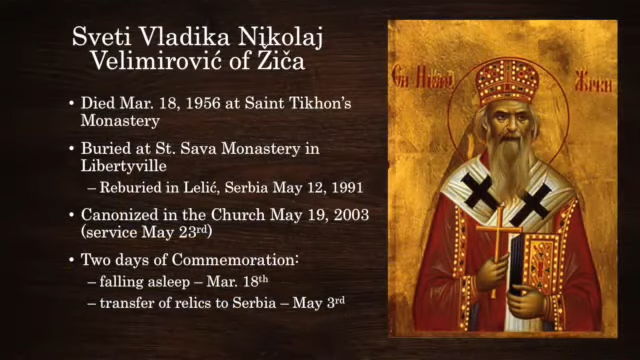 Sveti Vladika Nikolaj
Velimirović of Žiča
• Died Mar. 18, 1956 at Saint Tikhon's
Monastery
• Buried at St. Sava Monastery in
Libertyville
– Reburied in Lelić, Serbia May 12, 1991
• Canonized in the Church May 19, 2003
(service May 23rd)
• Two days of Commemoration:
– falling asleep – Mar. 18th
– transfer of relics to Serbia – May 3rd